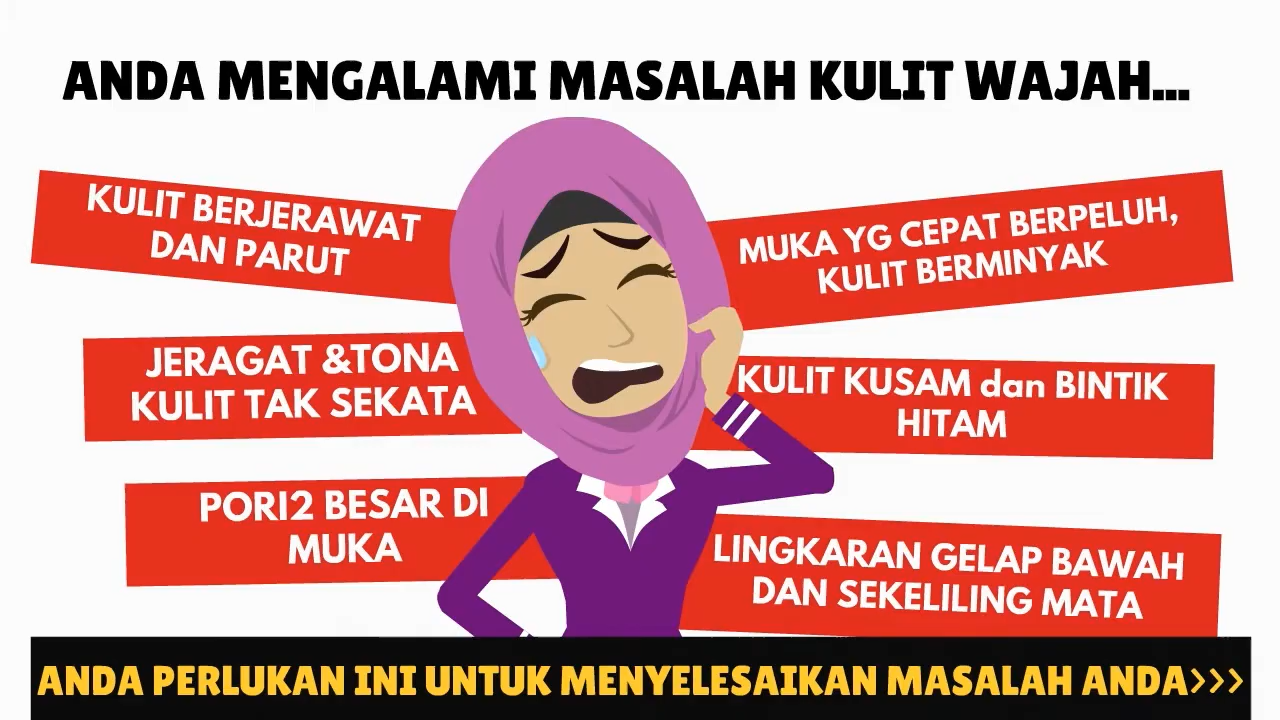 ANDA MENGALAMI MASALAH KULIT WAJAH...
KULIT BERJERAWAT
DAN PARUT
MUKA YG CEPAT BERPELUH,
KULIT BERMINYAK
JERAGAT &TONA
KULIT TAK SEKATA
KULIT KUSAM dan BINTIK
HITAM
PORI2 BESAR DI
MUKA
LINGKARAN GELAP BAWAH
DAN SEKELILING MATA
ANDA PERLUKAN INI UNTUK MENYELESAIKAN MASALAH ANDA>>>